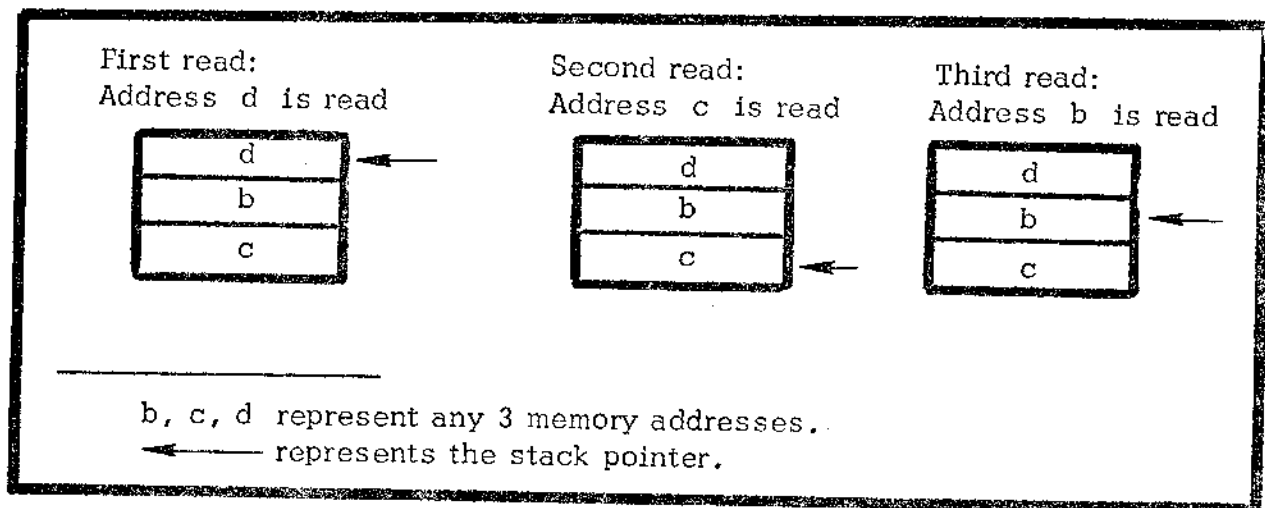 First read:
Address d is read
d
b
c
Second read:
Address c is read
d
b
c
Third read:
Address b is read
d
b
c
b, c, d represent any 3 memory addresses.
represents the stack pointer.